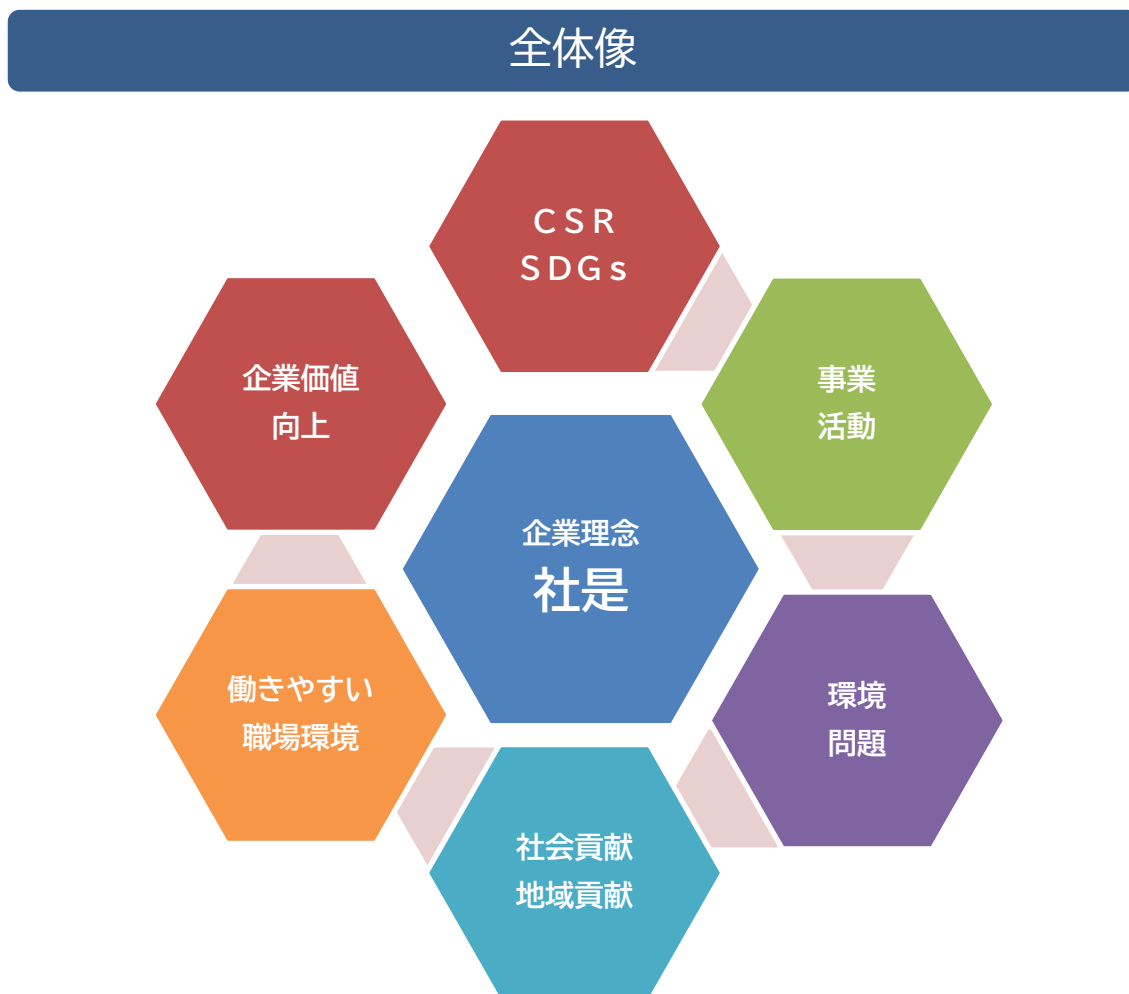 全体像
ＣＳＲ
ＳＤＧｓ
企業価値
向上
事業
活動
企業理念
社是
働きやすい
職場環境
環境
問題
社会貢献
地域貢献